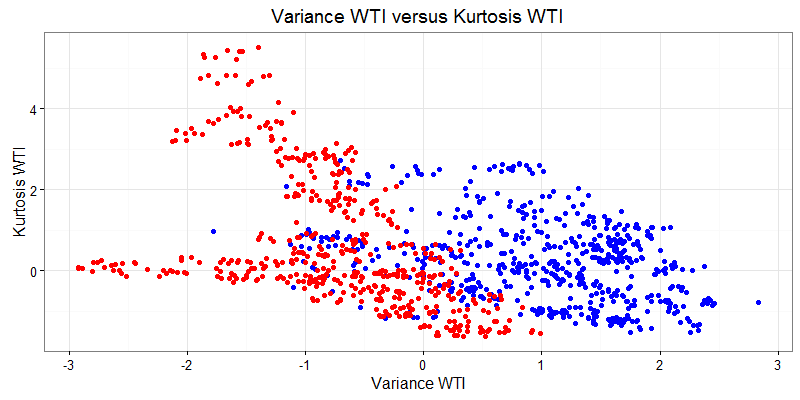 Variance WTI versus Kurtosis WTI
Kurtosis WTI
4
2
0
-3 -2 -1 0 1 2 3
Variance WTI